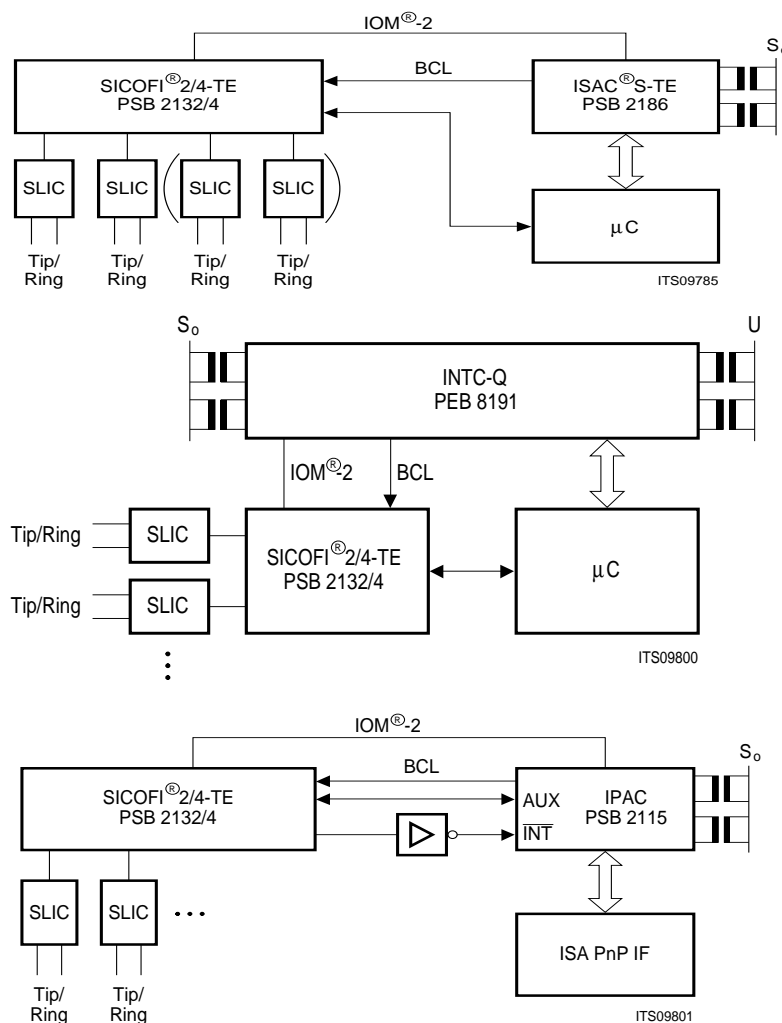 IOM®-2
S
SICOFI®2/4-TE
PSB 2132/4
BCL
ISAC®S-TE
PSB 2186
SLIC
SLIC
SLIC
SLIC
µC
Tip/
Ring
Tip/
Ring
Tip/
Ring
Tip/
Ring
ITS09785
S₀
U
INTC-Q
PEB 8191
IOM®-2
BCL
Tip/Ring
SLIC
SICOFI®2/4-TE
PSB 2132/4
µC
Tip/Ring
SLIC
ITS09800
IOM®-2
S₀
SICOFI®2/4-TE
PSB 2132/4
BCL
AUX
INT
IPAC
PSB 2115
SLIC
SLIC
...
ISA PnP IF
Tip/
Ring
Tip/
Ring
ITS09801